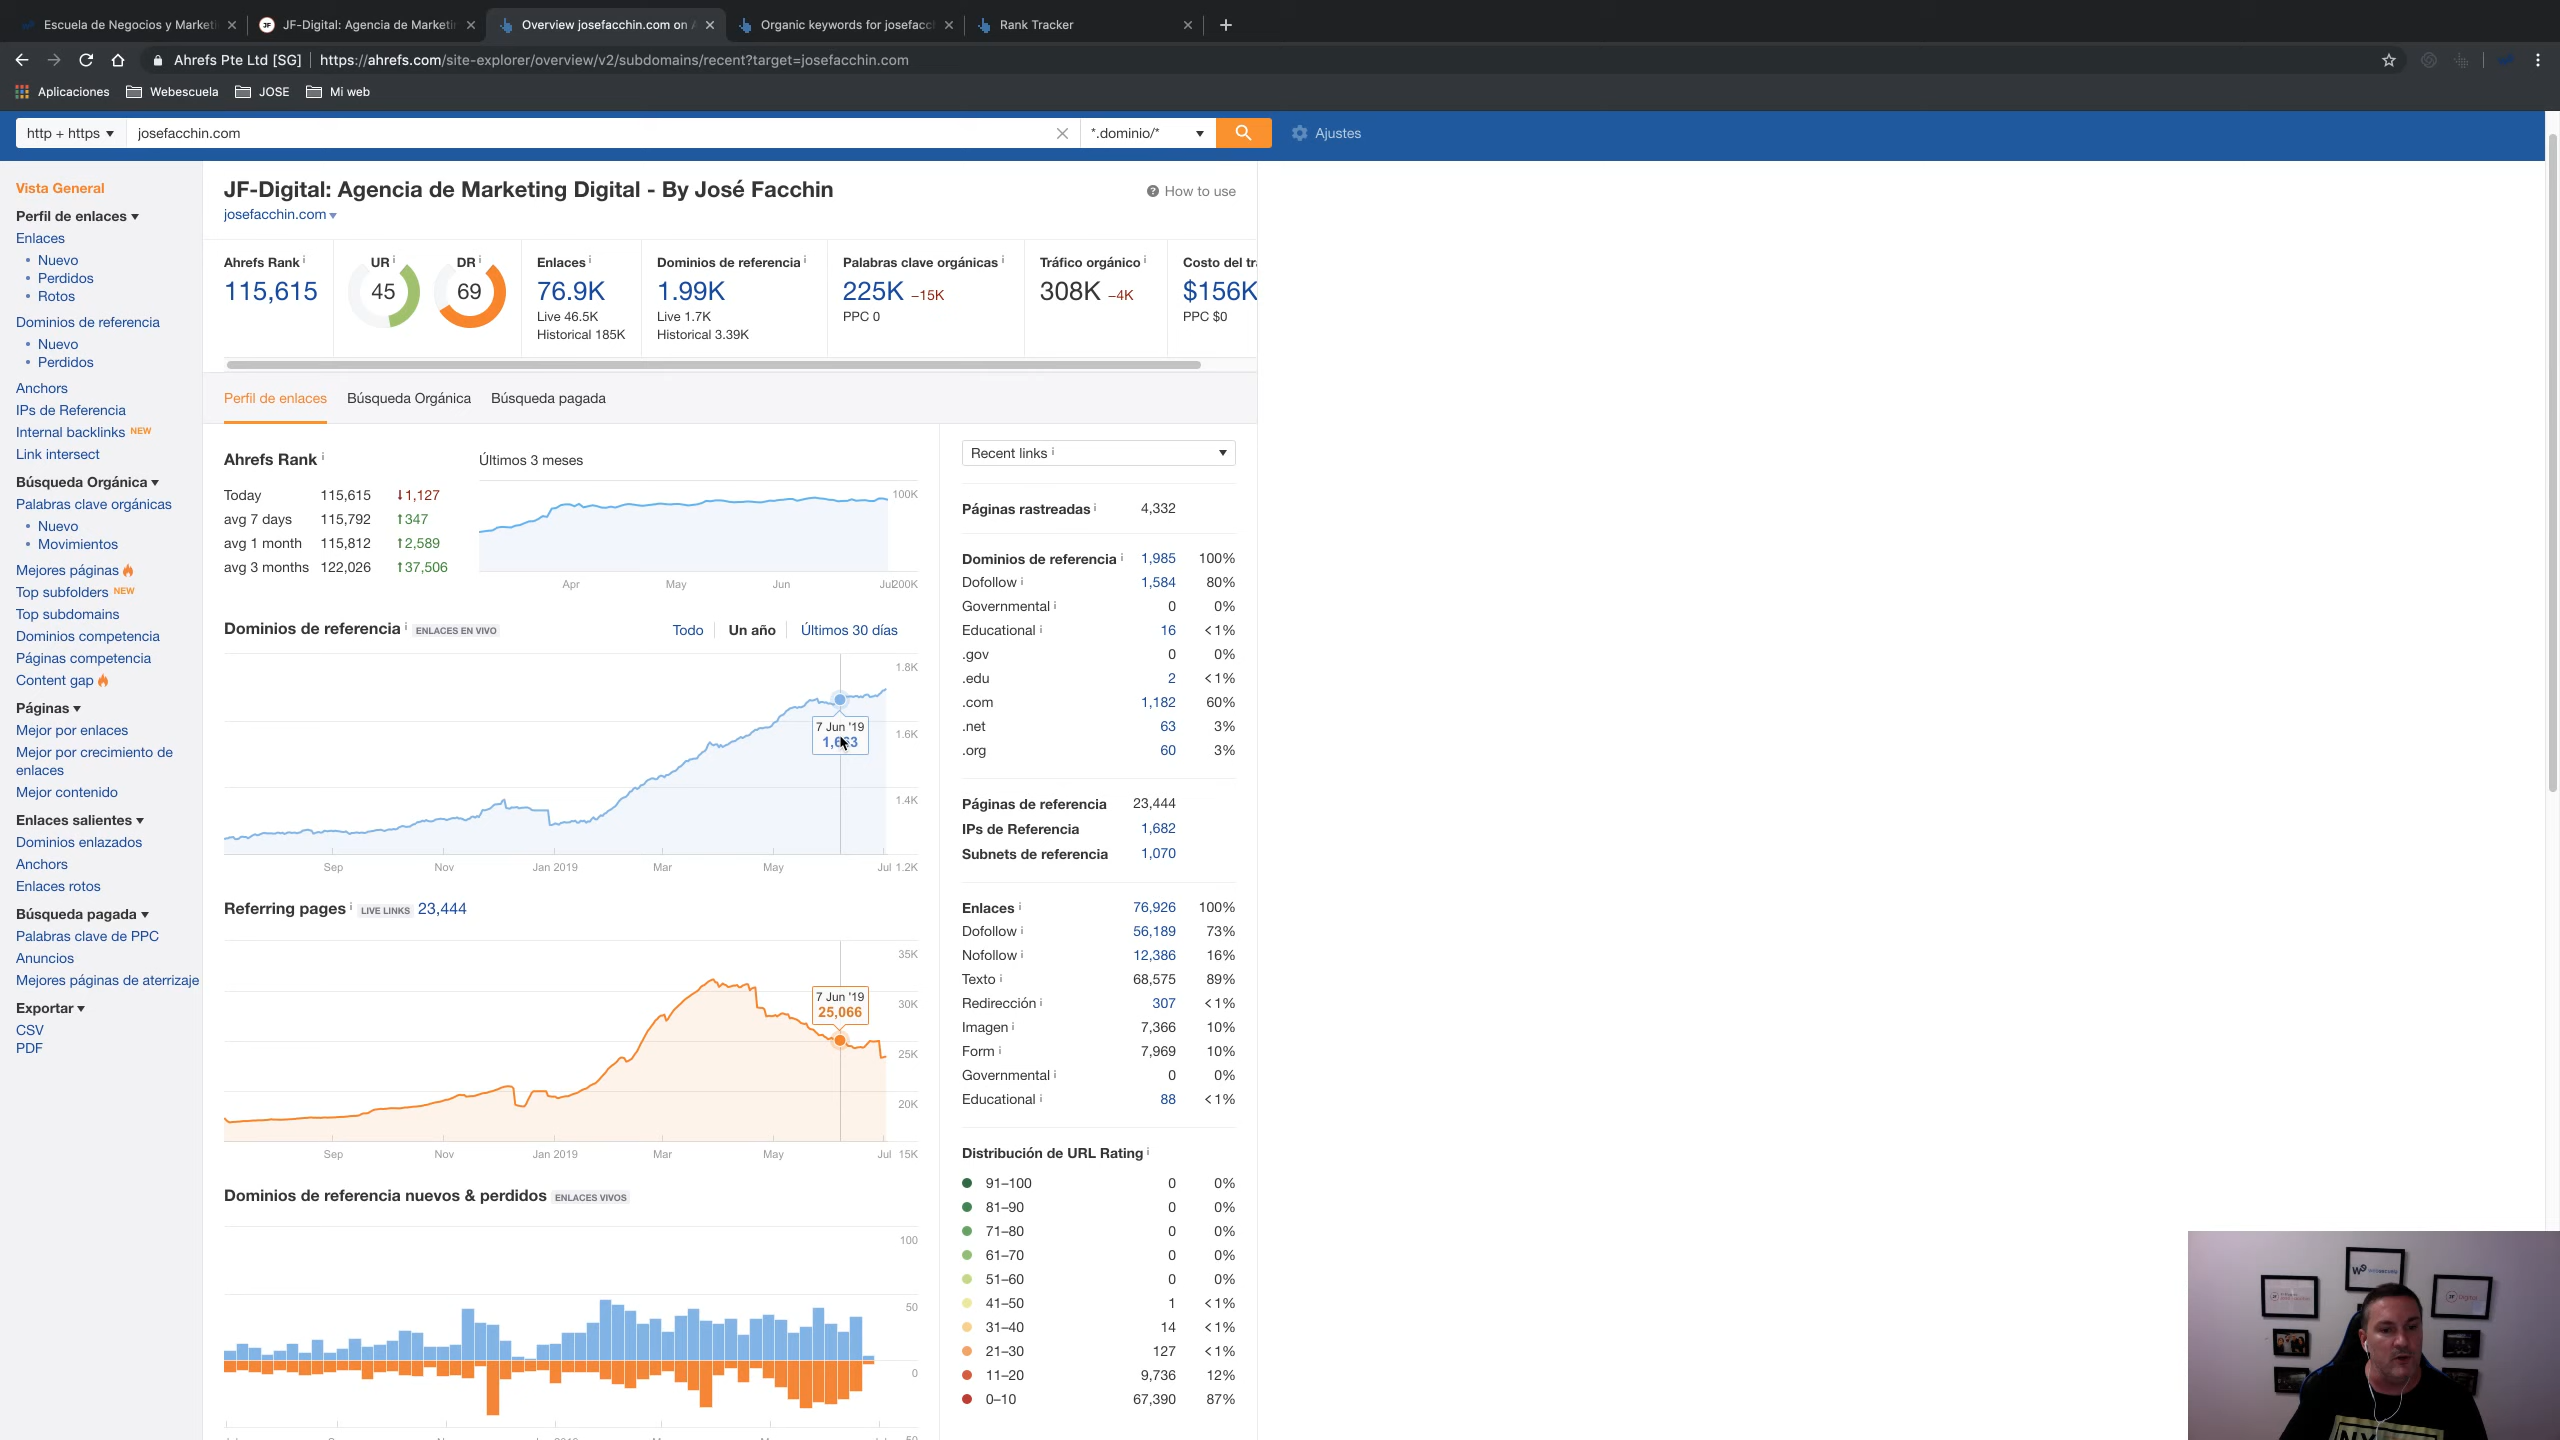 Escuela de Negocios y Marketi
JF-Digital: Agencia de Marketin
Overview josefacchin.com on A
Organic keywords for josefacch
Rank Tracker
Ahrefs Pte Ltd [SG] | https://ahrefs.com/site-explorer/overview/v2/subdomains/recent?target=josefacchin.com
Aplicaciones Webescuela JOSE Mi web
http + https josefacchin.com *.dominio/* Ajustes
Vista General
Perfil de enlaces
Enlaces
Nuevo
Perdidos
Rotos
Dominios de referencia
Nuevo
Perdidos
Anchors
IPs de Referencia
Internal backlinks NEW
Link intersect
Búsqueda Orgánica
Palabras clave orgánicas
Nuevo
Movimientos
Mejores páginas
Top subfolders NEW
Top subdomains
Dominios competencia
Páginas competencia
Content gap
Páginas
Mejor por enlaces
Mejor por crecimiento de
enlaces
Mejor contenido
Enlaces salientes
Dominios enlazados
Anchors
Enlaces rotos
Búsqueda pagada
Palabras clave de PPC
Anuncios
Mejores páginas de aterrizaje
Exportar
CSV
PDF
JF-Digital: Agencia de Marketing Digital - By José Facchin
How to use
josefacchin.com
Ahrefs Rank
115,615
UR
45
DR
69
Enlaces
76.9K
Live 46.5K
Historical 185K
Dominios de referencia
1.99K
Live 1.7K
Historical 3.39K
Palabras clave orgánicas
225K –15K
PPC 0
Tráfico orgánico
308K –4K
Costo del tr
$156K
PPC $0
Perfil de enlaces Búsqueda Orgánica Búsqueda pagada
Ahrefs Rank
Today 115,615 ↓1,127
avg 7 days 115,792 ↑347
avg 1 month 115,812 ↑2,589
avg 3 months 122,026 ↑37,506
Últimos 3 meses
100K
Apr May Jun Jul 200K
Dominios de referencia ENLACES EN VIVO
Todo Un año Últimos 30 días
1.8K
7 Jun '19
1.6K
1.4K
Sep Nov Jan 2019 Mar May Jul 1.2K
Referring pages LIVE LINKS 23,444
35K
7 Jun '19
25,066
30K
25K
20K
Sep Nov Jan 2019 Mar May Jul 15K
Dominios de referencia nuevos & perdidos ENLACES VIVOS
100
50
0
Recent links
Páginas rastreadas 4,332
Dominios de referencia 1,985 100%
Dofollow 1,584 80%
Governmental 0 0%
Educational 16 <1%
.gov 0 0%
.edu 2 <1%
.com 1,182 60%
.net 63 3%
.org 60 3%
Páginas de referencia 23,444
IPs de Referencia 1,682
Subnets de referencia 1,070
Enlaces 76,926 100%
Dofollow 56,189 73%
Nofollow 12,386 16%
Texto 68,575 89%
Redirección 307 <1%
Imagen 7,366 10%
Form 7,969 10%
Governmental 0 0%
Educational 88 <1%
Distribución de URL Rating
91–100 0 0%
81–90 0 0%
71–80 0 0%
61–70 0 0%
51–60 0 0%
41–50 1 <1%
31–40 14 <1%
21–30 127 <1%
11–20 9,736 12%
0–10 67,390 87%